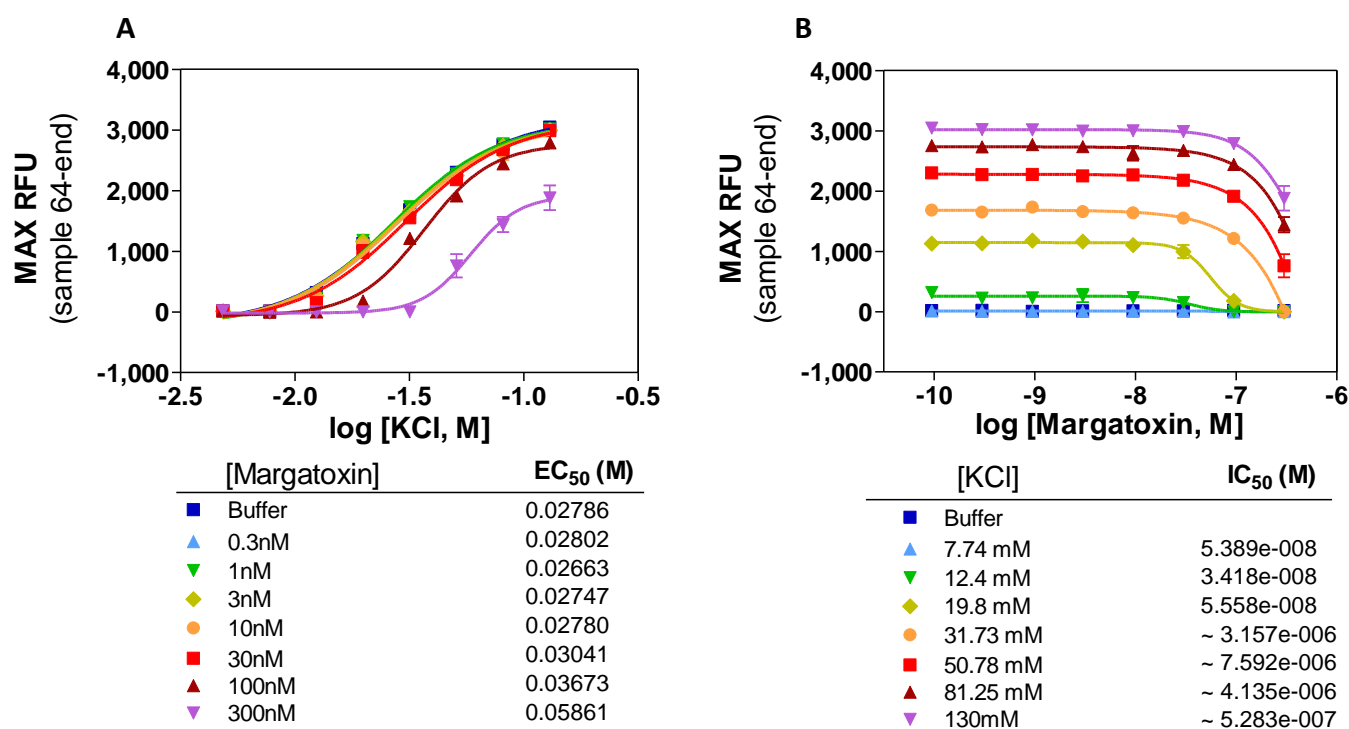 A
MAX RFU
(sample 64-end)
4,000
3,000
2,000
1,000
0
-1,000
-2.5 -2.0 -1.5 -1.0 -0.5
log [KCl, M]
[Margatoxin] EC50 (M)
Buffer 0.02786
0.3nM 0.02802
1nM 0.02663
3nM 0.02747
10nM 0.02780
30nM 0.03041
100nM 0.03673
300nM 0.05861
B
MAX RFU
(sample 64-end)
4,000
3,000
2,000
1,000
0
-1,000
-10 -9 -8 -7 -6
log [Margatoxin, M]
[KCl] IC50 (M)
Buffer
7.74 mM 5.389e-008
12.4 mM 3.418e-008
19.8 mM 5.558e-008
31.73 mM ~ 3.157e-006
50.78 mM ~ 7.592e-006
81.25 mM ~ 4.135e-006
130mM ~ 5.283e-007